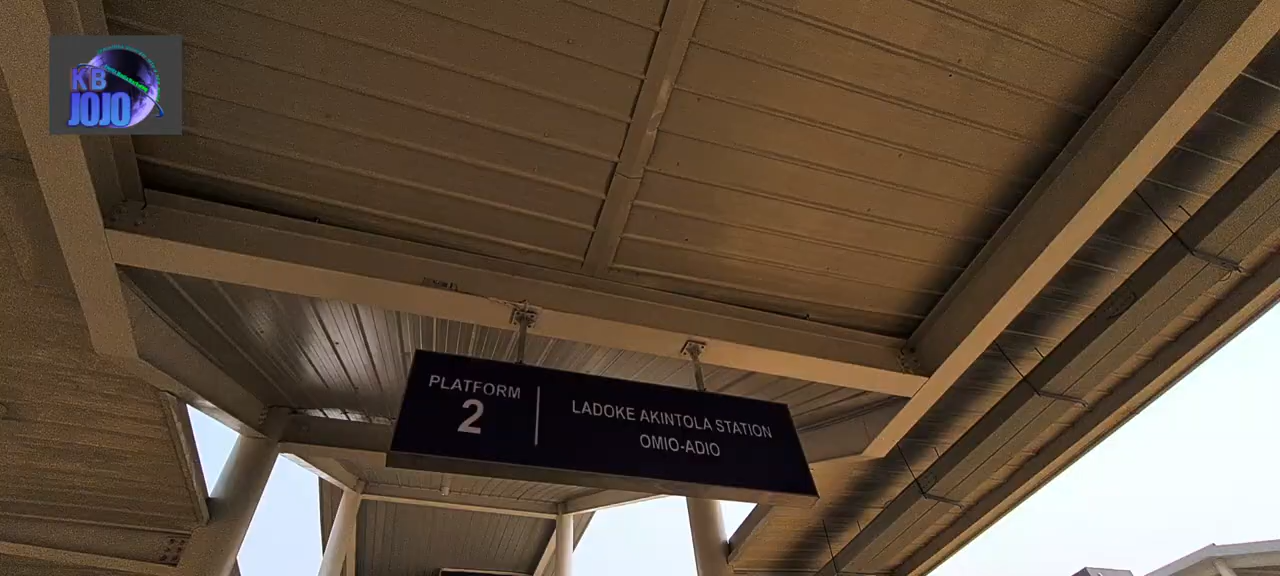 KB
JOJO
PLATFORM
2
LADOKE AKINTOLA STATION
OMIO-ADIO